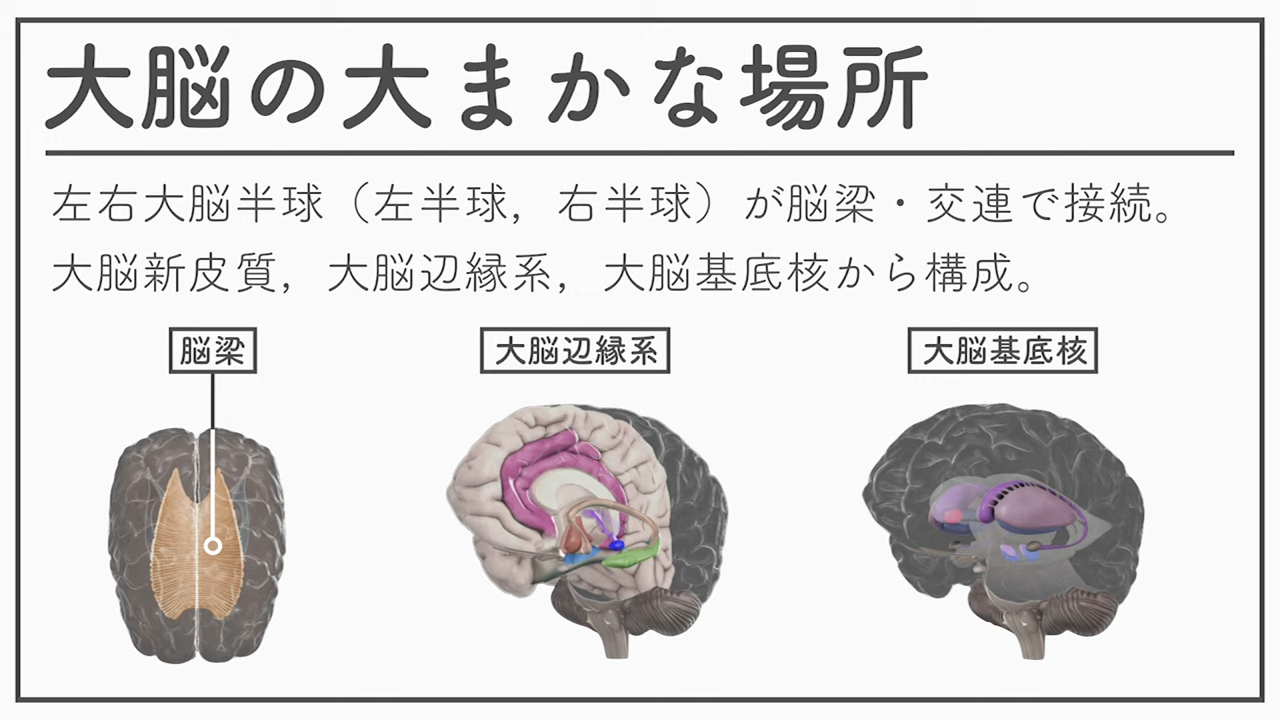 大脳の大まかな場所
左右大脳半球（左半球，右半球）が脳梁・交連で接続。
大脳新皮質，大脳辺縁系，大脳基底核から構成。
脳梁
大脳辺縁系
大脳基底核